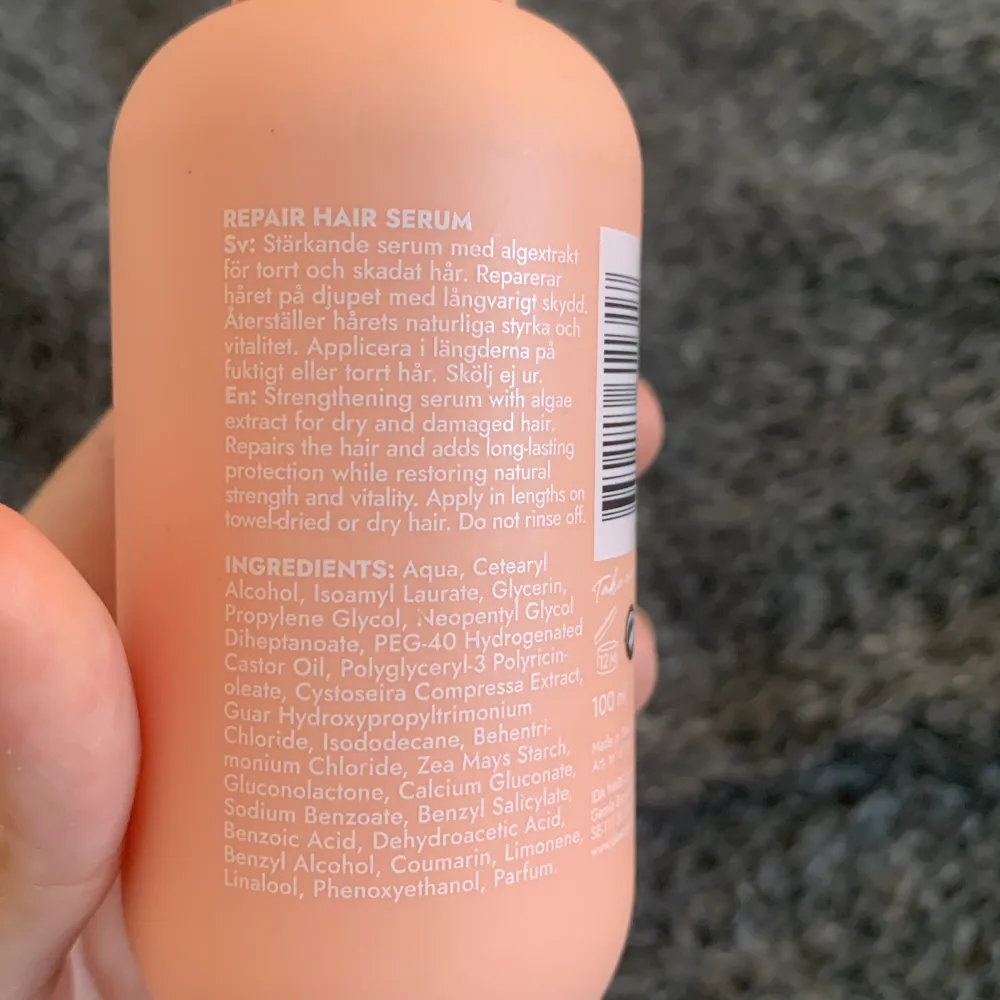 REPAIR HAIR SERUM
Sv: Stärkande serum med algextrakt
för torrt och skadat hår. Reparerar
håret på djupet med långvarigt skydd.
Återställer hårets naturliga styrka och
vitalitet. Applicera i längderna på
fuktigt eller torrt hår. Skölj ej ur.
En: Strengthening serum with algae
extract for dry and damaged hair.
Repairs the hair and adds long-lasting
protection while restoring natural
strength and vitality. Apply in lengths on
towel-dried or dry hair. Do not rinse off.
INGREDIENTS: Aqua, Cetearyl
Alcohol, Isoamyl Laurate, Glycerin,
Propylene Glycol, Neopentyl Glycol
Diheptanoate, PEG-40 Hydrogenated
Castor Oil, Polyglyceryl-3 Polyricin-
oleate, Cystoseira Compressa Extract,
Guar Hydroxypropyltrimonium
Chloride, Isododecane, Behentri-
monium Chloride, Zea Mays Starch,
Gluconolactone, Calcium Gluconate,
Sodium Benzoate, Benzyl Salicylate,
Benzoic Acid, Dehydroacetic Acid,
Benzyl Alcohol, Coumarin, Limonene,
Linalool, Phenoxyethanol, Parfum.
12 M
100 ml
Made in